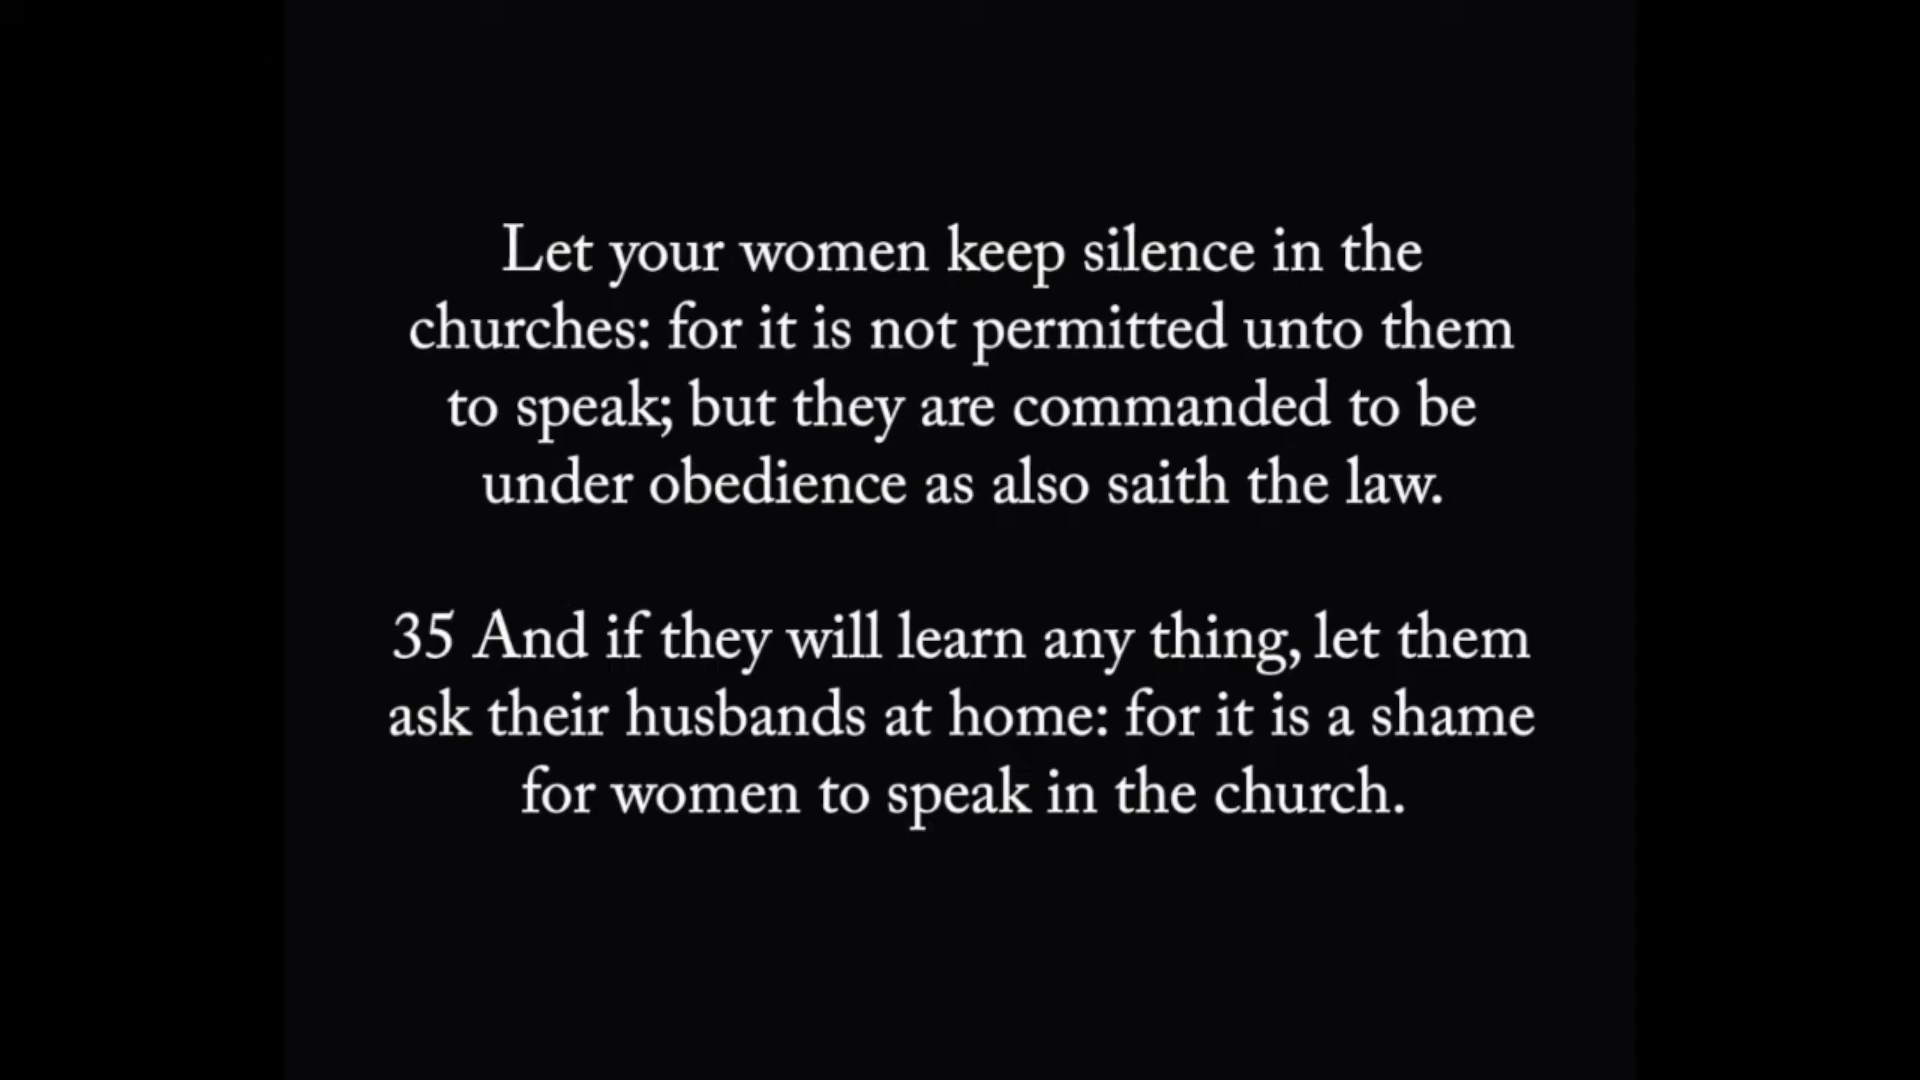 Let your women keep silence in the
churches: for it is not permitted unto them
to speak; but they are commanded to be
under obedience as also saith the law.
35 And if they will learn any thing, let them
ask their husbands at home: for it is a shame
for women to speak in the church.